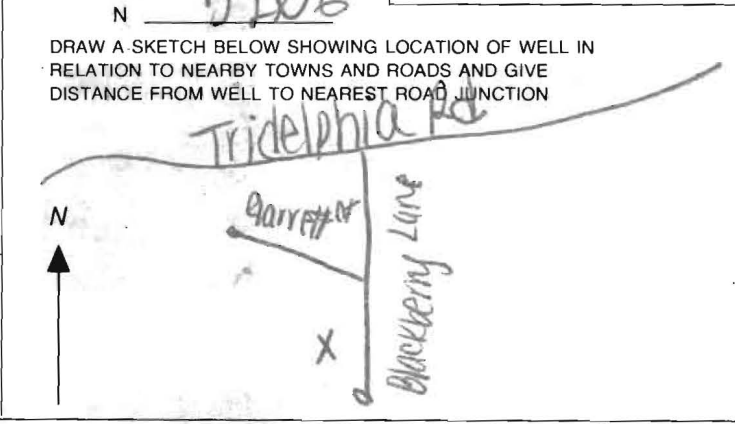 N
DRAW A SKETCH BELOW SHOWING LOCATION OF WELL IN
RELATION TO NEARBY TOWNS AND ROADS AND GIVE
DISTANCE FROM WELL TO NEAREST ROAD JUNCTION
Tridelphia Rd
Garrett
N
Blackberry Lane
X